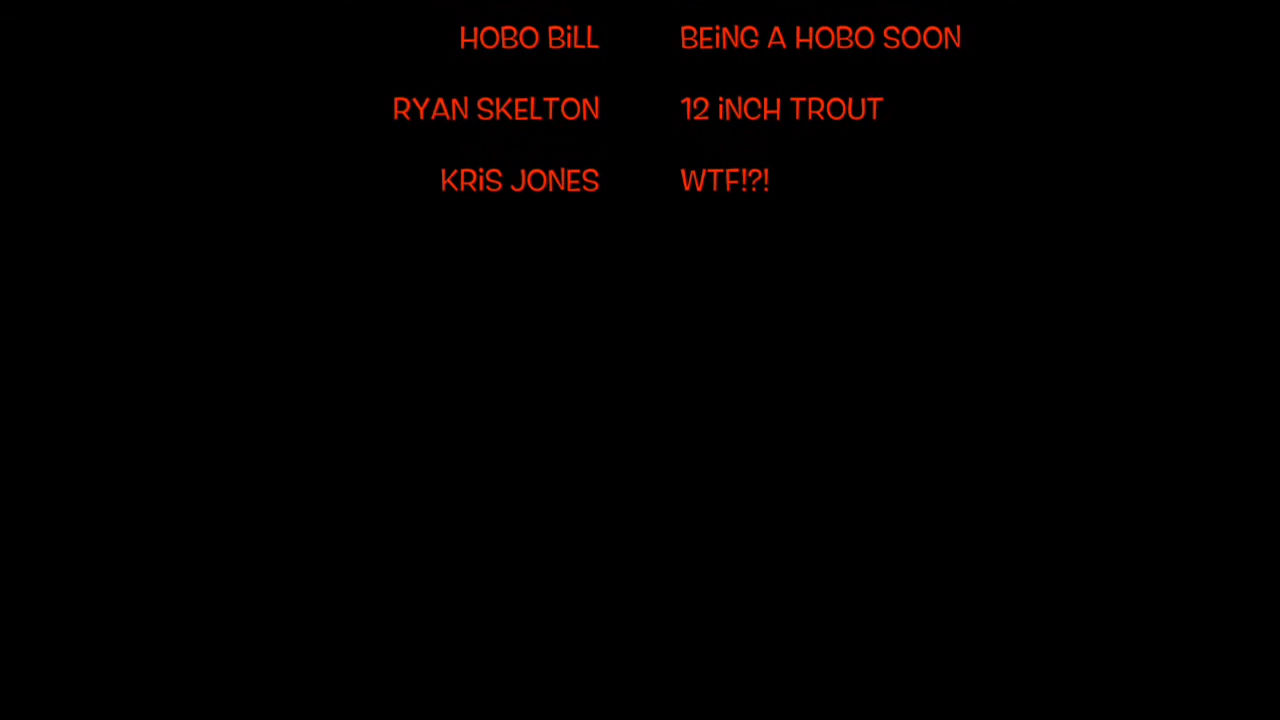 HOBO BiLL BEiNG A HOBO SOON
RYAN SKELTON 12 iNCH TROUT
KRiS JONES WTF!?!